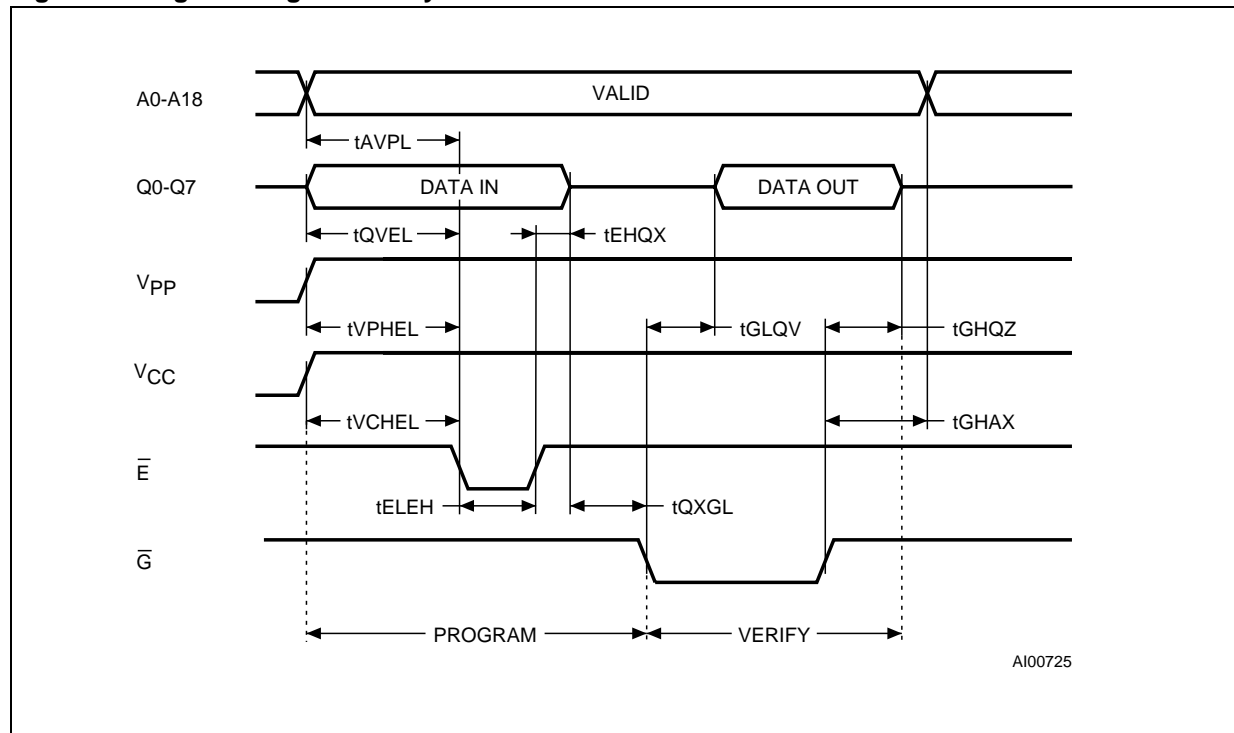 A0-A18
VALID
tAVPL
Q0-Q7
DATA IN
DATA OUT
tQVEL
tEHQX
VPP
tVPHEL
tGLQV
tGHQZ
VCC
tVCHEL
tGHAX
E̅
tELEH
tQXGL
G̅
PROGRAM
VERIFY
AI00725